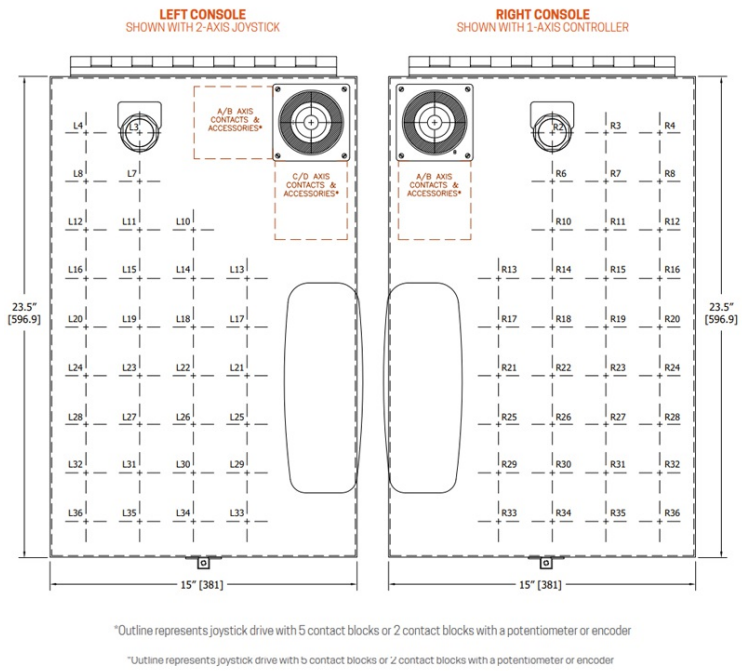 LEFT CONSOLE
SHOWN WITH 2-AXIS JOYSTICK
RIGHT CONSOLE
SHOWN WITH 1-AXIS CONTROLLER
A/B AXIS
CONTACTS &
ACCESSORIES*
C/D AXIS
CONTACTS &
ACCESSORIES*
A/B AXIS
CONTACTS &
ACCESSORIES*
L4 L3
L8 L7
L12 L11 L10
L16 L15 L14 L13
L20 L19 L18 L17
L24 L23 L22 L21
L28 L27 L26 L25
L32 L31 L30 L29
L36 L35 L34 L33
R2 R3 R4
R6 R7 R8
R10 R11 R12
R13 R14 R15 R16
R17 R18 R19 R20
R21 R22 R23 R24
R25 R26 R27 R28
R29 R30 R31 R32
R33 R34 R35 R36
23.5"
[596.9]
23.5"
[596.9]
15" [381]
15" [381]
*Outline represents joystick drive with 5 contact blocks or 2 contact blocks with a potentiometer or encoder
*Outline represents joystick drive with 5 contact blocks or 2 contact blocks with a potentiometer or encoder